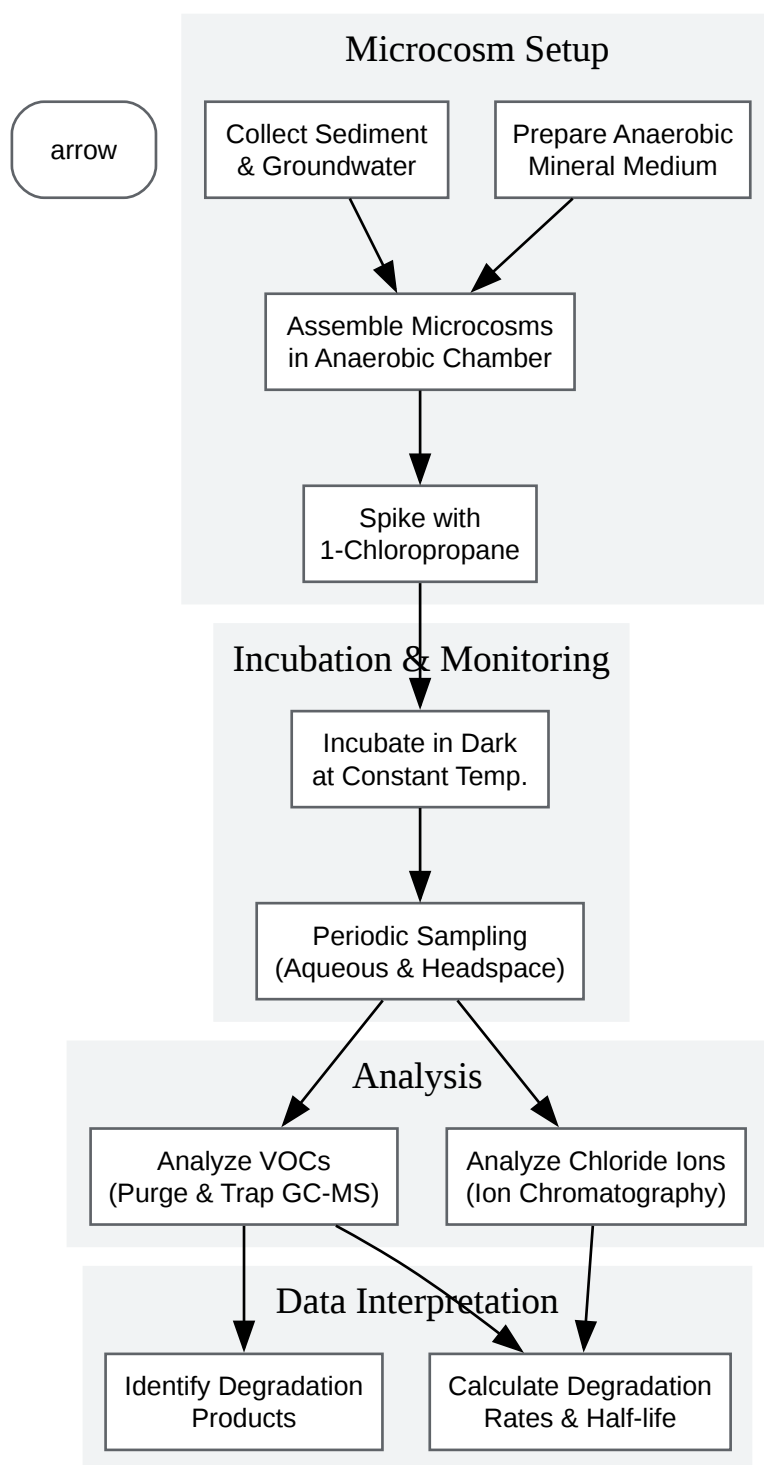 Microcosm Setup
arrow
Collect Sediment
& Groundwater
Prepare Anaerobic
Mineral Medium
Assemble Microcosms
in Anaerobic Chamber
Spike with
1-Chloropropane
Incubation & Monitoring
Incubate in Dark
at Constant Temp.
Periodic Sampling
(Aqueous & Headspace)
Analysis
Analyze VOCs
(Purge & Trap GC-MS)
Analyze Chloride Ions
(Ion Chromatography)
Data Interpretation
Identify Degradation
Products
Calculate Degradation
Rates & Half-life